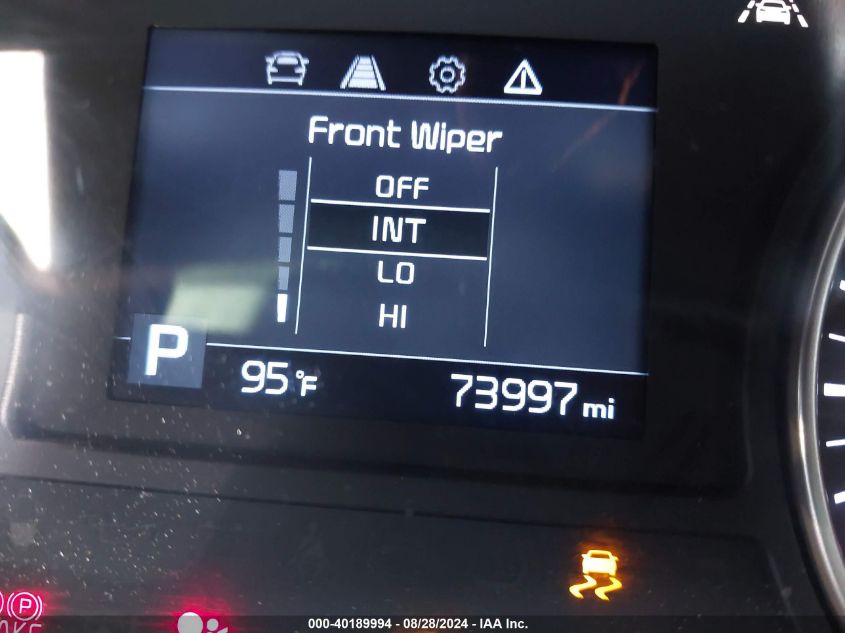 Front Wiper
OFF
INT
LO
HI
P
95°F
73997 mi
(P)
000-40189994 - 08/28/2024 - IAA Inc.